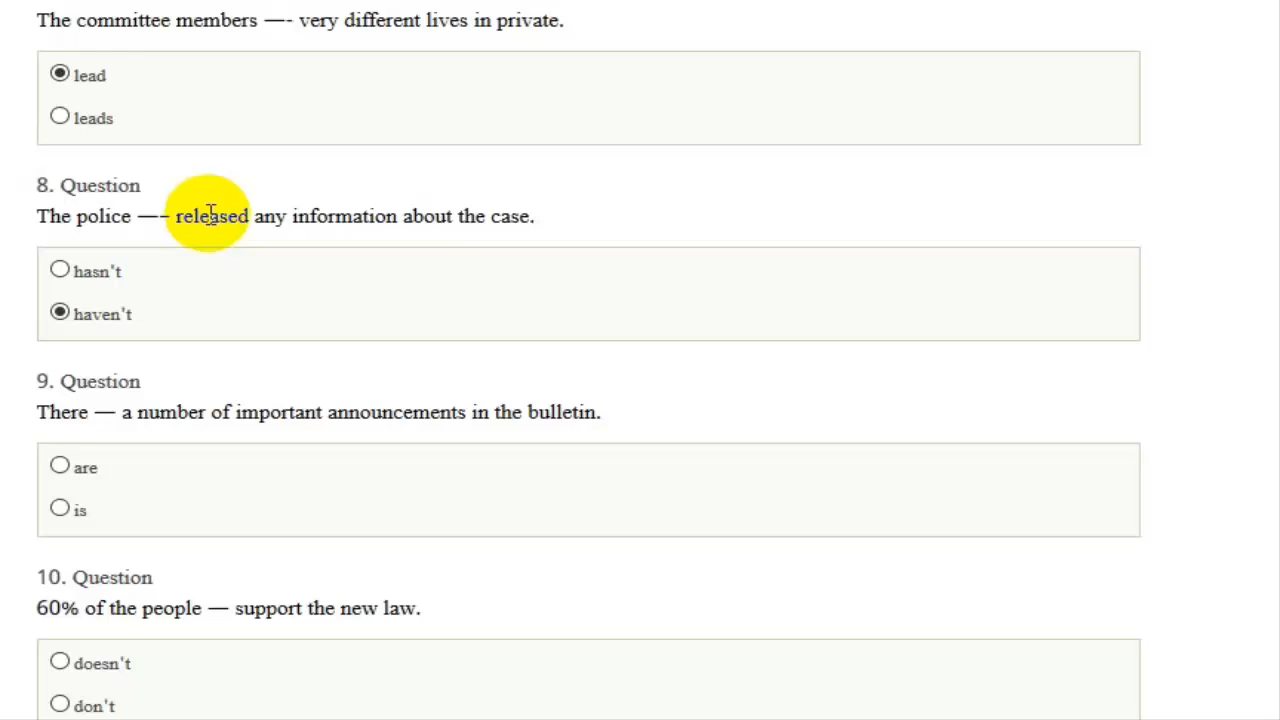 The committee members —-- very different lives in private.
lead
leads
8. Question
The police —-– released any information about the case.
hasn't
haven't
9. Question
There — a number of important announcements in the bulletin.
are
is
10. Question
60% of the people — support the new law.
doesn't
don't